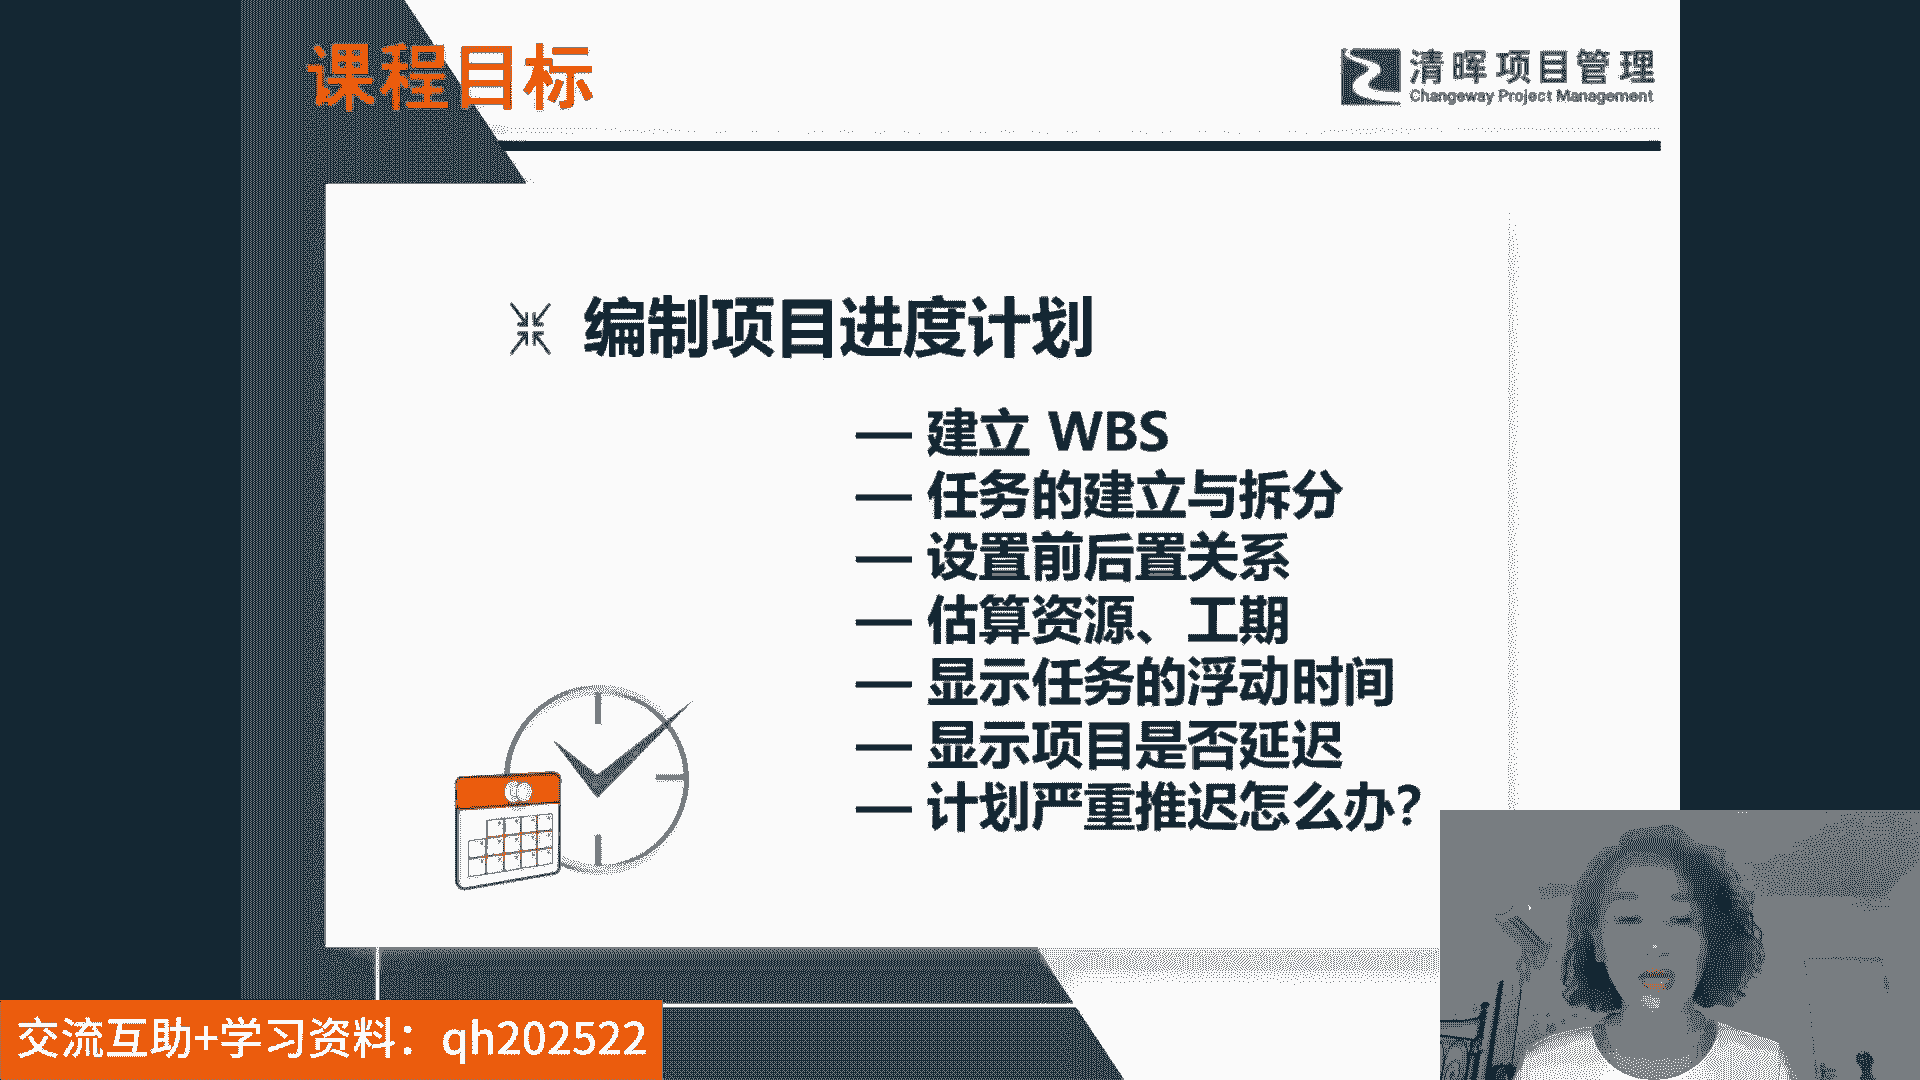 课程目标
清晖项目管理
Changeway Project Management
编制项目进度计划
— 建立 WBS
— 任务的建立与拆分
— 设置前后置关系
— 估算资源、工期
— 显示任务的浮动时间
— 显示项目是否延迟
— 计划严重推迟怎么办？
交流互助+学习资料：qh202522